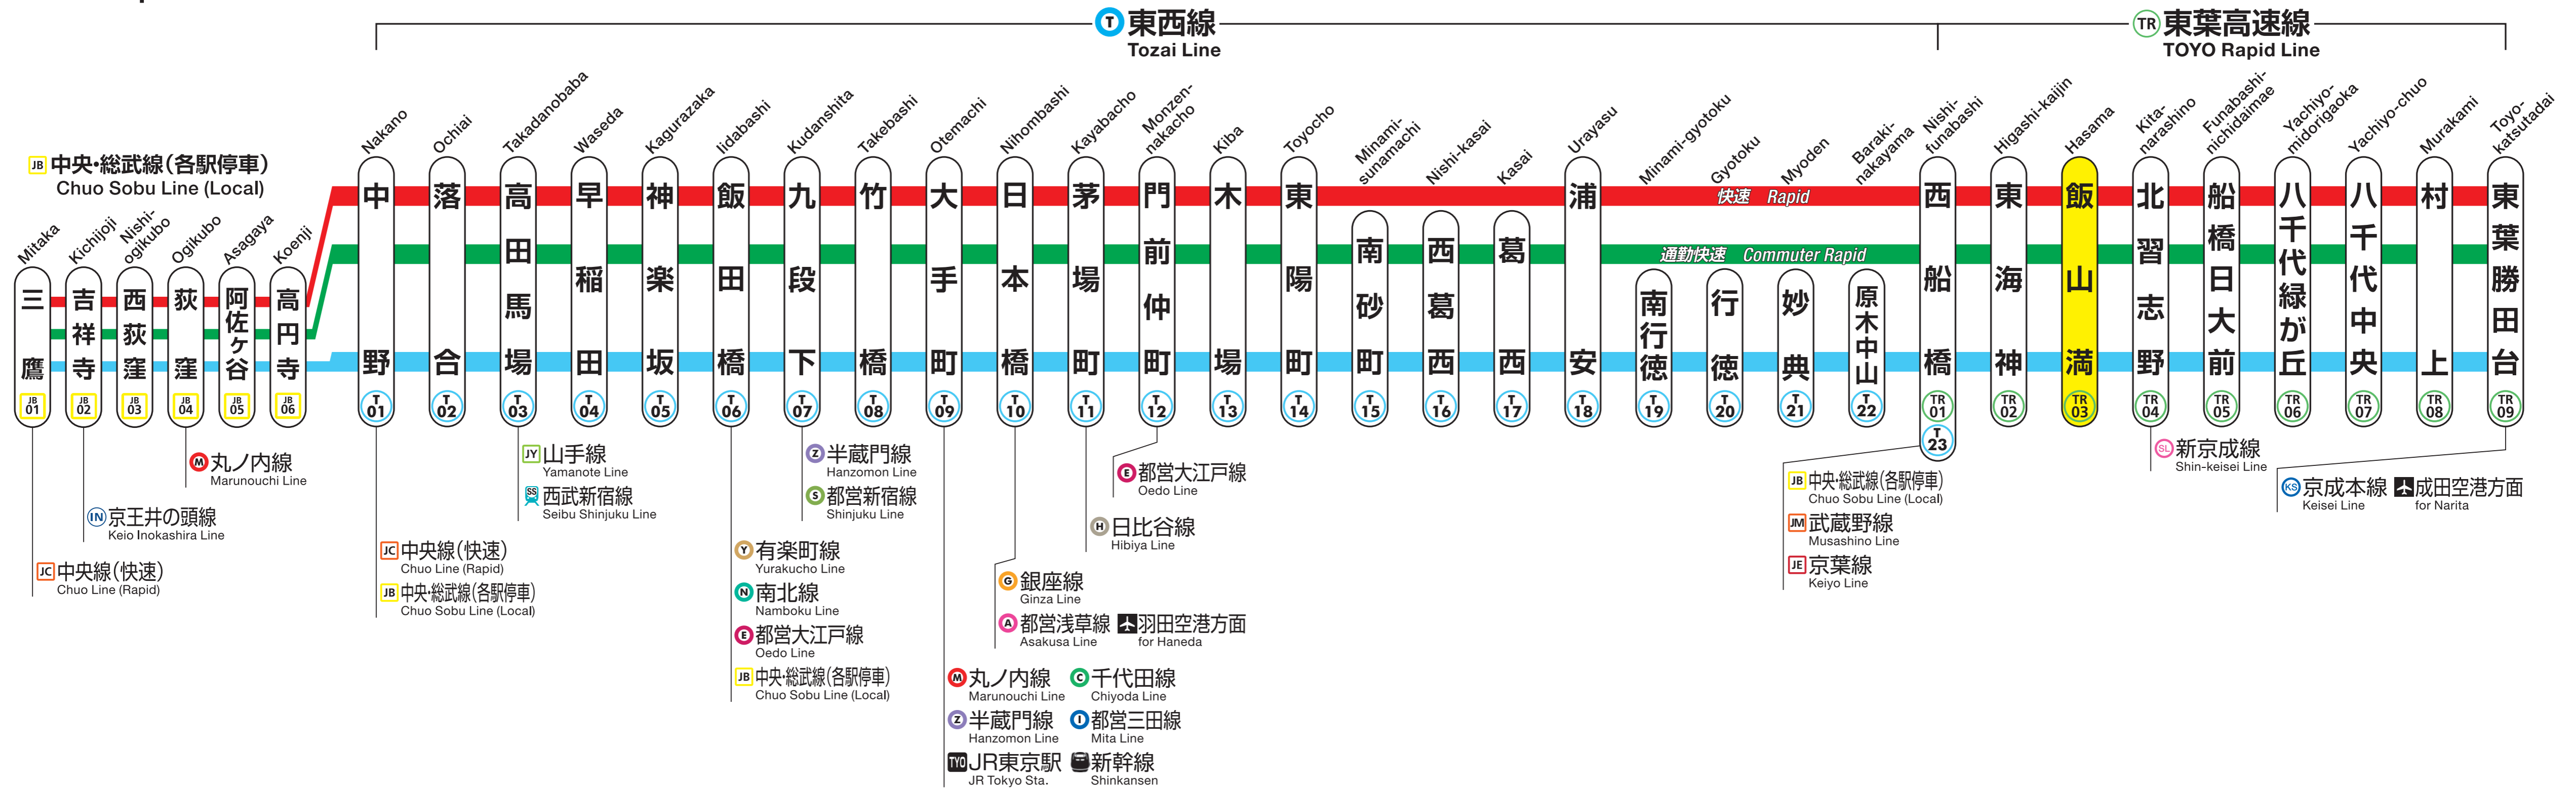 T 東西線
Tozai Line
TR 東葉高速線
TOYO Rapid Line
JB 中央・総武線（各駅停車）
Chuo Sobu Line (Local)
Mitaka
Kichijoji
Nishi-
ogikubo
Ogikubo
Asagaya
Koenji
Nakano
Ochiai
Takadanobaba
Waseda
Kagurazaka
Iidabashi
Kudanshita
Takebashi
Otemachi
Nihombashi
Kayabacho
Monzen-
nakacho
Kiba
Toyocho
Minami-
sunamachi
Nishi-kasai
Kasai
Urayasu
Minami-gyotoku
Gyotoku
Myoden
Baraki-
nakayama
Nishi-
funabashi
Higashi-kaijin
Hasama
Kita-
narashino
Funabashi-
nichidaimae
Yachiyo-
midorigaoka
Yachiyo-chuo
Murakami
Toyo-
katsutadai
快速 Rapid
通勤快速 Commuter Rapid
三鷹
JB 01
吉祥寺
JB 02
西荻窪
JB 03
荻窪
JB 04
阿佐ケ谷
JB 05
高円寺
JB 06
中野
T 01
落合
T 02
高田馬場
T 03
早稲田
T 04
神楽坂
T 05
飯田橋
T 06
九段下
T 07
竹橋
T 08
大手町
T 09
日本橋
T 10
茅場町
T 11
門前仲町
T 12
木場
T 13
東陽町
T 14
南砂町
T 15
西葛西
T 16
葛西
T 17
浦安
T 18
南行徳
T 19
行徳
T 20
妙典
T 21
原木中山
T 22
西船橋
TR 01
T 23
東海神
TR 02
飯山満
TR 03
北習志野
TR 04
船橋日大前
TR 05
八千代緑が丘
TR 06
八千代中央
TR 07
村上
TR 08
東葉勝田台
TR 09
JC 中央線（快速）
Chuo Line (Rapid)
IN 京王井の頭線
Keio Inokashira Line
M 丸ノ内線
Marunouchi Line
JC 中央線（快速）
Chuo Line (Rapid)
JB 中央・総武線（各駅停車）
Chuo Sobu Line (Local)
JY 山手線
Yamanote Line
SS 西武新宿線
Seibu Shinjuku Line
Y 有楽町線
Yurakucho Line
N 南北線
Namboku Line
E 都営大江戸線
Oedo Line
JB 中央・総武線（各駅停車）
Chuo Sobu Line (Local)
Z 半蔵門線
Hanzomon Line
S 都営新宿線
Shinjuku Line
M 丸ノ内線
Marunouchi Line
C 千代田線
Chiyoda Line
Z 半蔵門線
Hanzomon Line
I 都営三田線
Mita Line
TYO JR東京駅
JR Tokyo Sta.
新幹線
Shinkansen
G 銀座線
Ginza Line
A 都営浅草線
Asakusa Line
羽田空港方面
for Haneda
H 日比谷線
Hibiya Line
E 都営大江戸線
Oedo Line
JB 中央・総武線（各駅停車）
Chuo Sobu Line (Local)
JM 武蔵野線
Musashino Line
JE 京葉線
Keiyo Line
SL 新京成線
Shin-keisei Line
KS 京成本線
Keisei Line
成田空港方面
for Narita